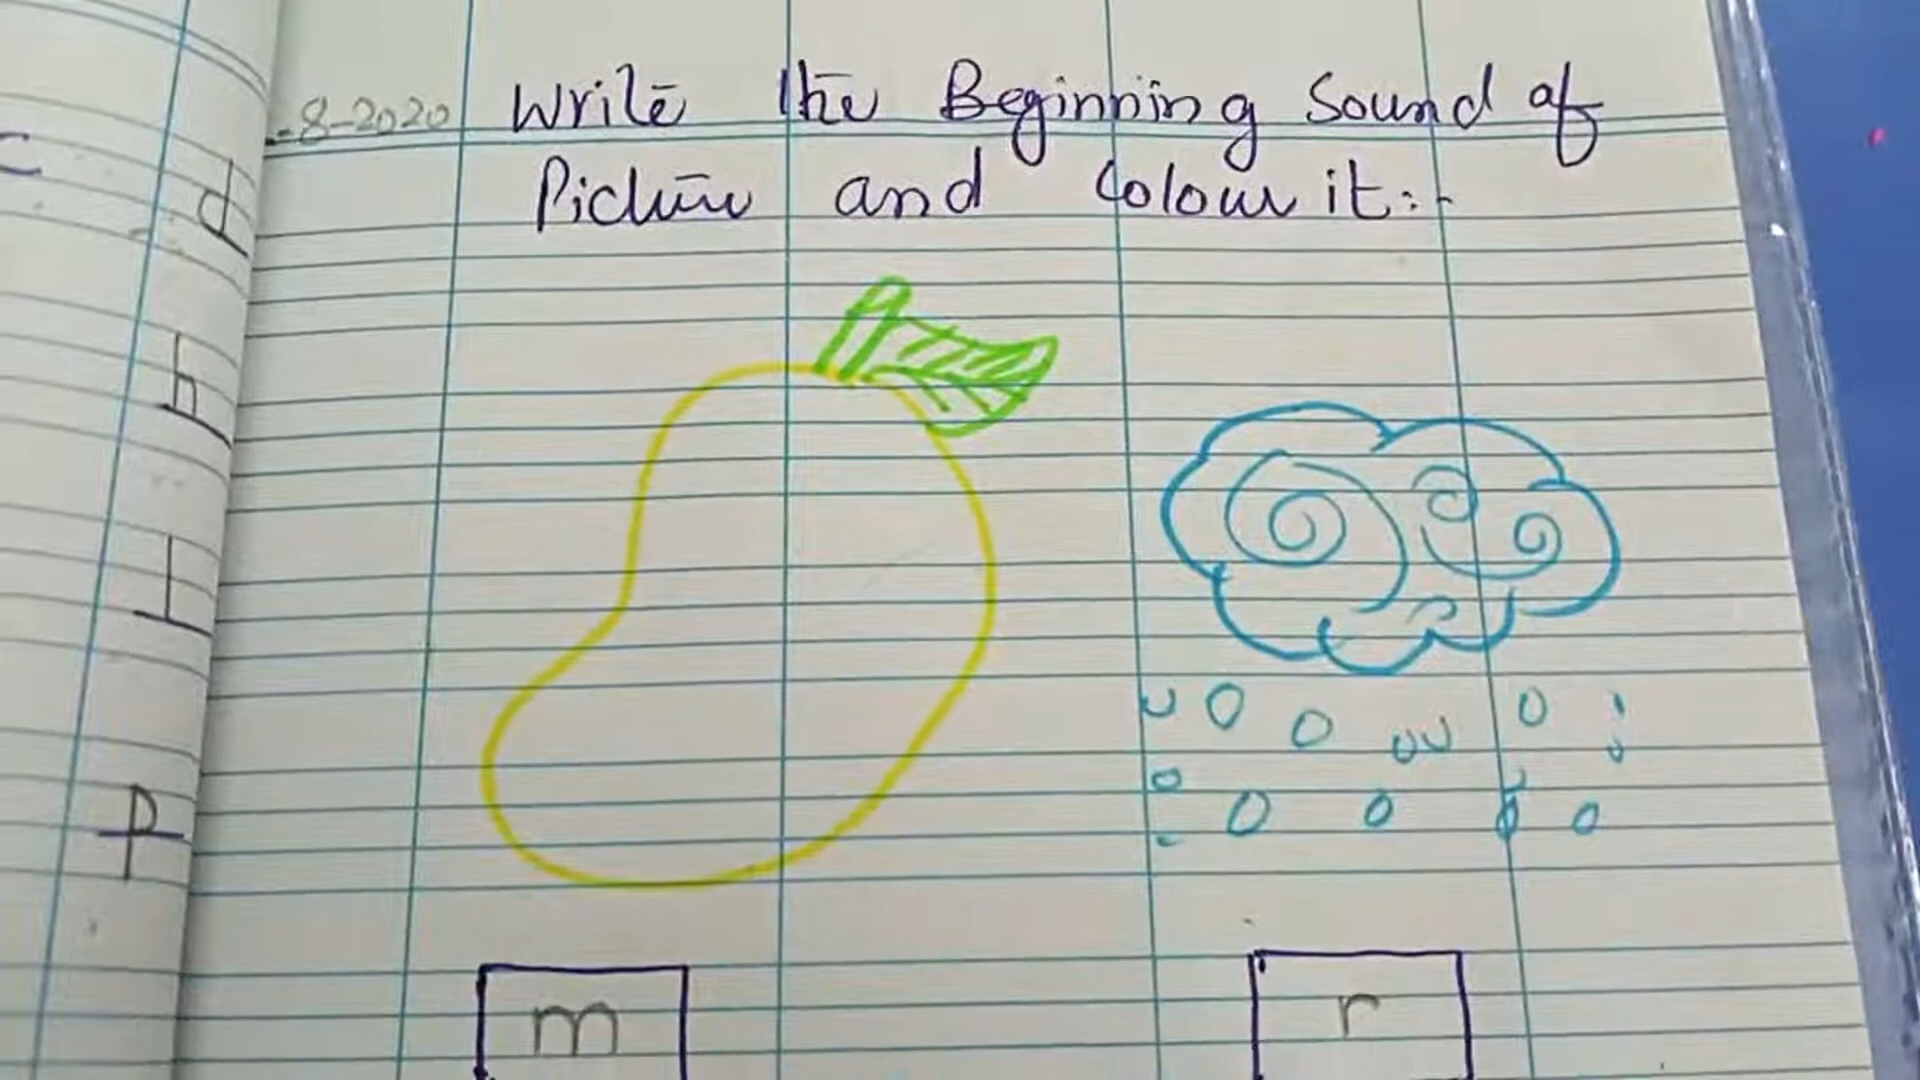 -8-2020
Write the Beginning Sound of
Picture and Colour it:-
d
h
l
p
m
r